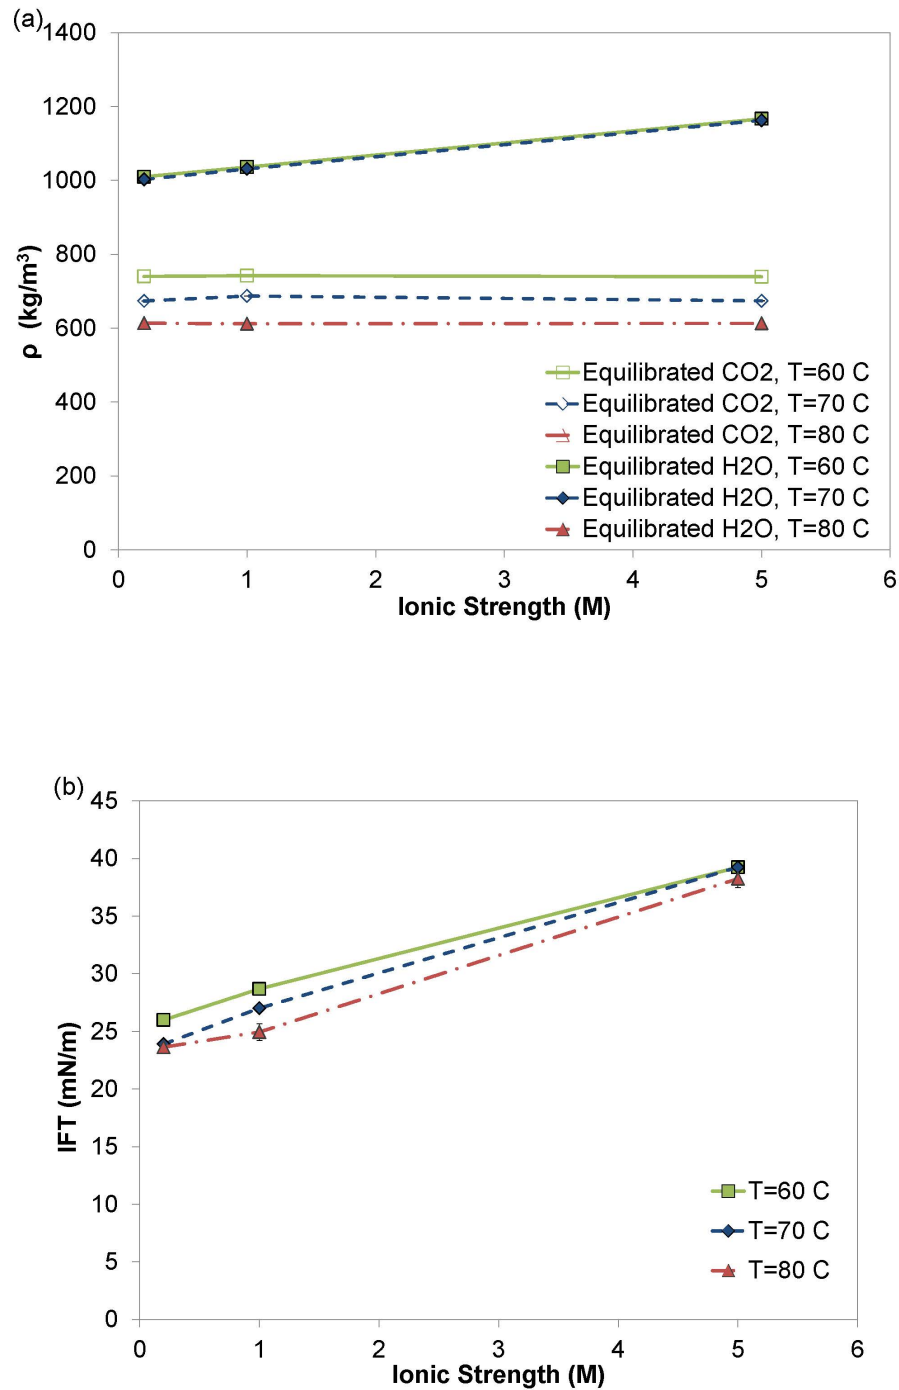 (a)
1400
1200
1000
800
600
400
200
0
ρ (kg/m³)
Equilibrated CO2, T=60 C
Equilibrated CO2, T=70 C
Equilibrated CO2, T=80 C
Equilibrated H2O, T=60 C
Equilibrated H2O, T=70 C
Equilibrated H2O, T=80 C
0 1 2 3 4 5 6
Ionic Strength (M)
(b)
45
40
35
30
25
20
15
10
5
0
IFT (mN/m)
T=60 C
T=70 C
T=80 C
0 1 2 3 4 5 6
Ionic Strength (M)